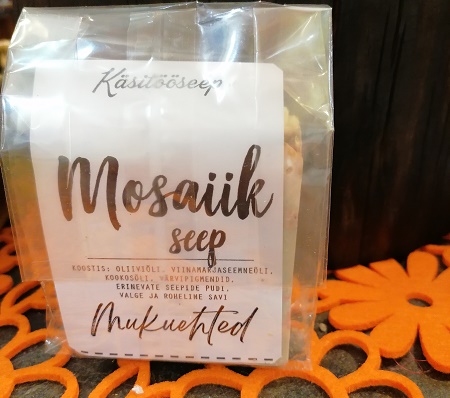 Käsitööseep
Mosaiik
seep
KOOSTIS: OLIIVIÕLI, VIINAMARJASEEMNEÕLI,
KOOKOSÕLI, VÄRVIPIGMENDID,
ERINEVATE SEEPIDE PUDI,
VALGE JA ROHELINE SAVI
Mukuehted